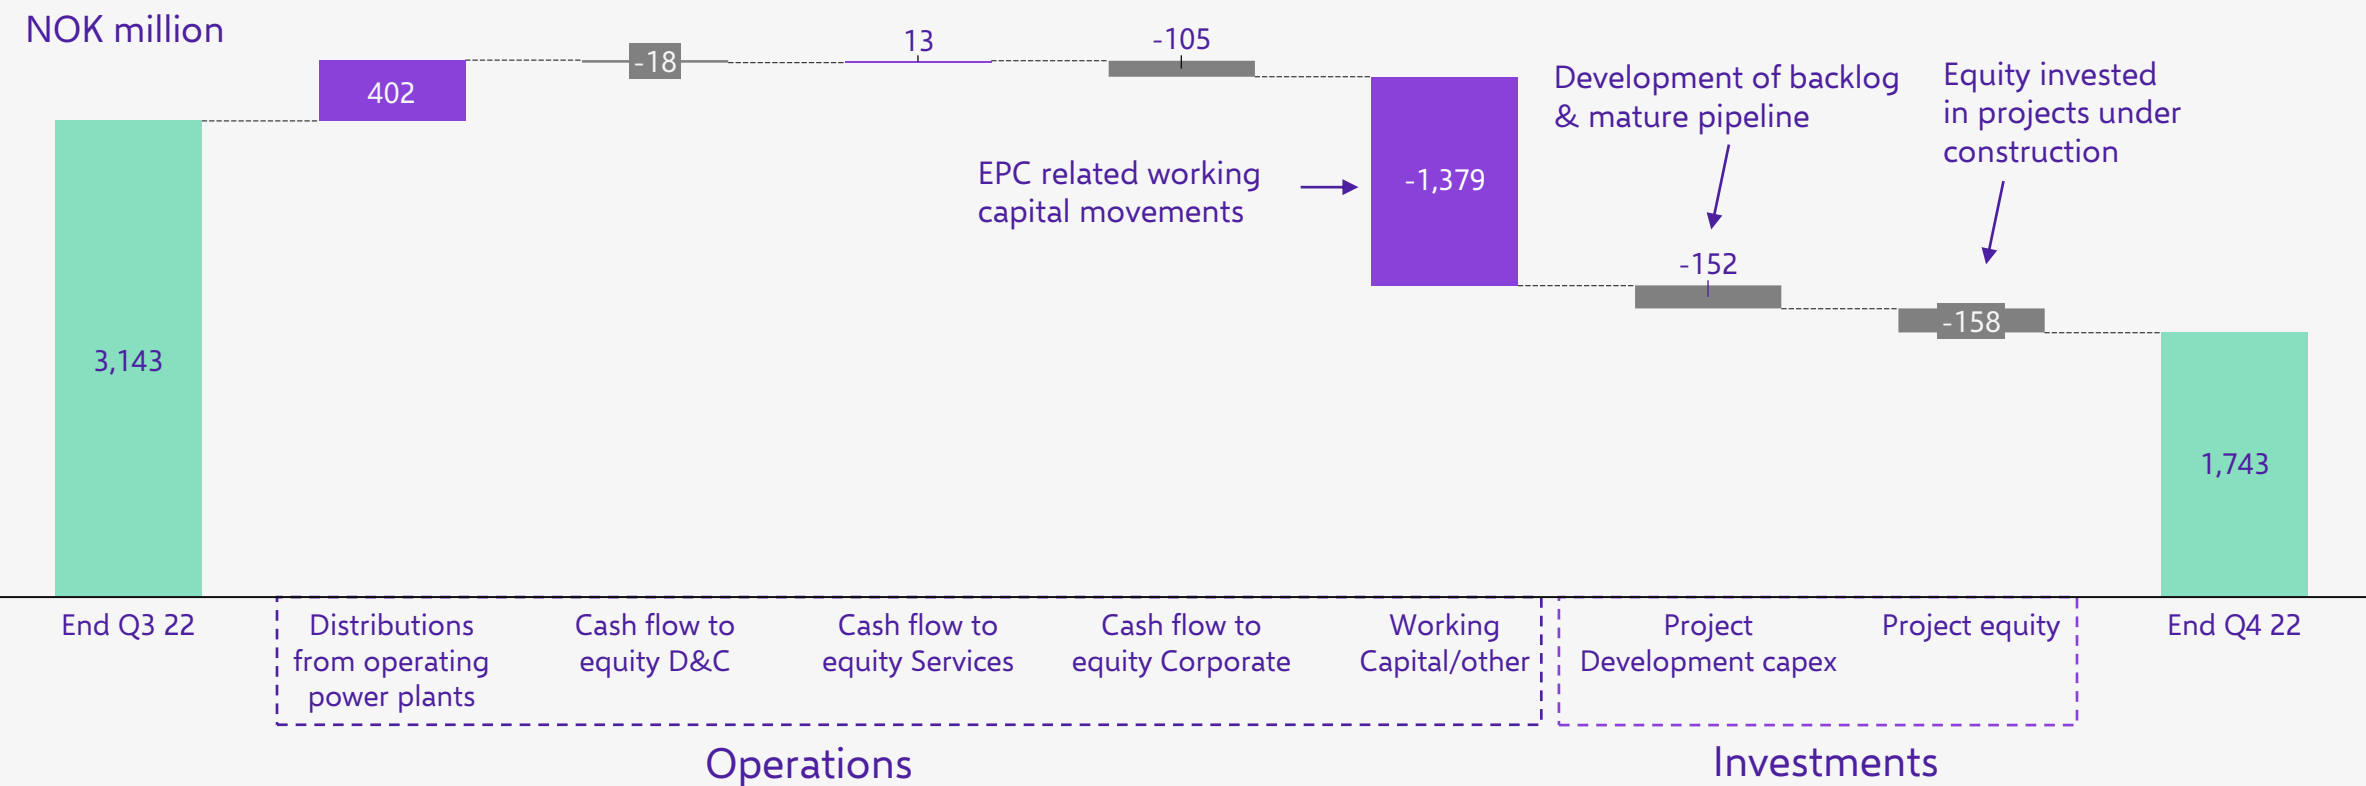 NOK million
3,143
402
-18
13
-105
EPC related working
capital movements
-1,379
Development of backlog
& mature pipeline
-152
Equity invested
in projects under
construction
-158
1,743
End Q3 22
Distributions
from operating
power plants
Cash flow to
equity D&C
Cash flow to
equity Services
Cash flow to
equity Corporate
Working
Capital/other
Project
Development capex
Project equity
End Q4 22
Operations
Investments